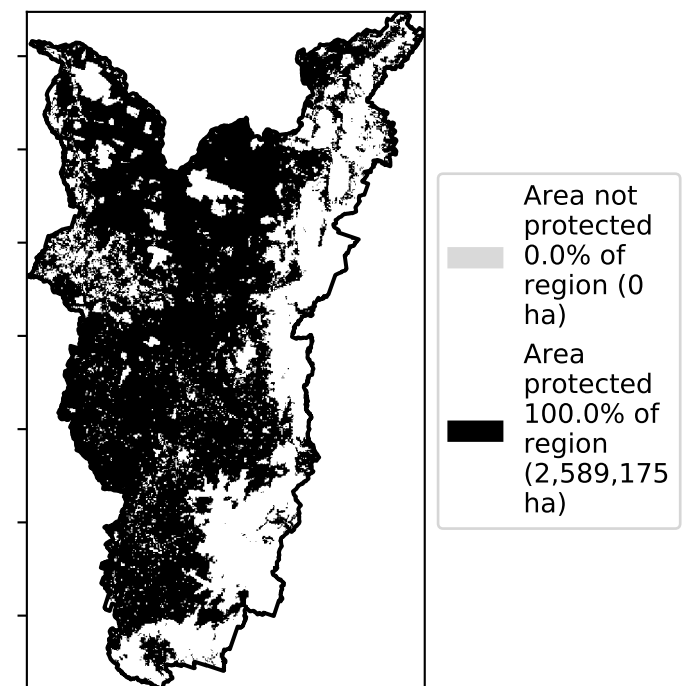 Area not
protected
0.0% of
region (0
ha)
Area
protected
100.0% of
region
(2,589,175
ha)